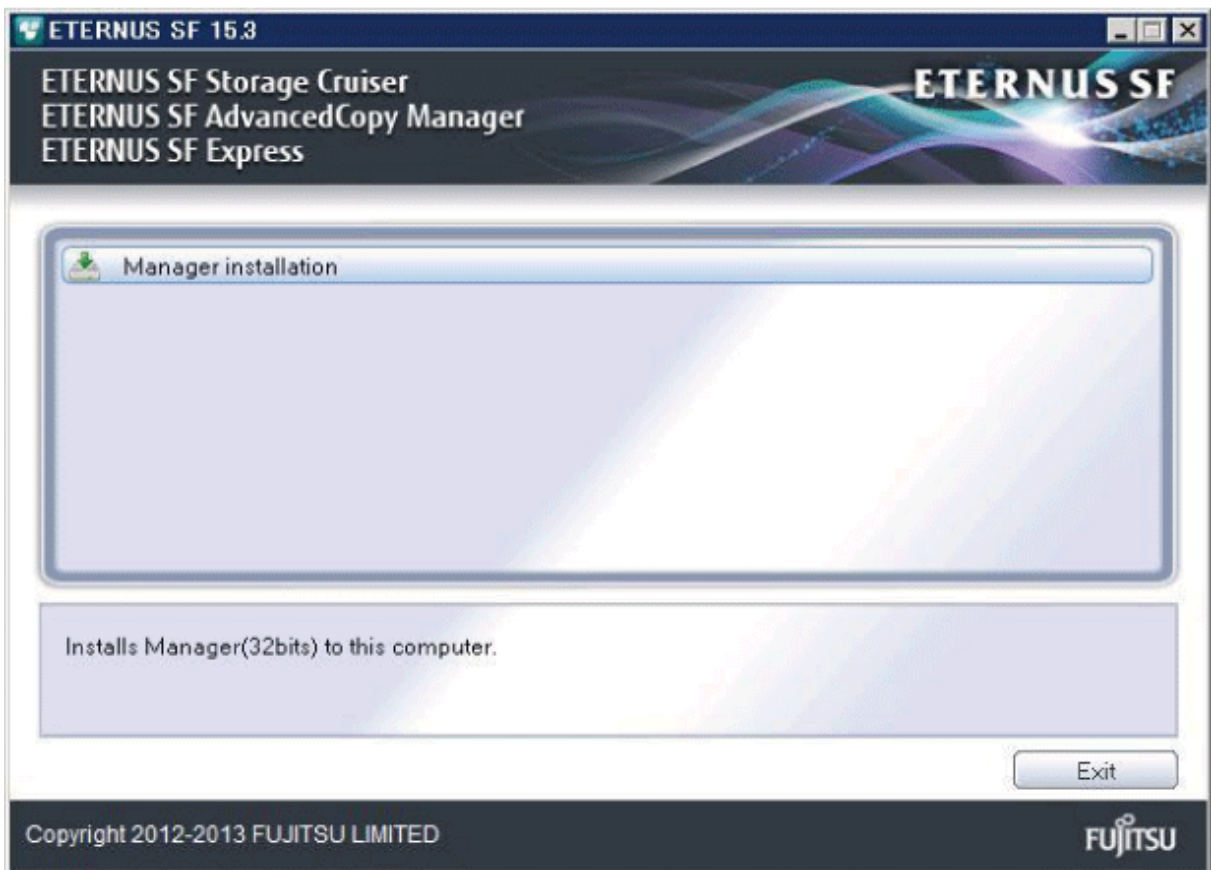 ETERNUS SF 15.3
ETERNUS SF Storage Cruiser
ETERNUS SF AdvancedCopy Manager
ETERNUS SF Express
ETERNUS SF
Manager installation
Installs Manager(32bits) to this computer.
Exit
Copyright 2012-2013 FUJITSU LIMITED
FUJITSU